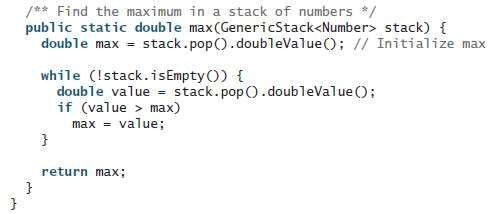 /** Find the maximum in a stack of numbers */
public static double max(GenericStack<Number> stack) {
double max = stack.pop().doubleValue(); // Initialize max
while (!stack.isEmpty()) {
double value = stack.pop().doubleValue();
if (value > max)
max = value;
}
return max;
}
}